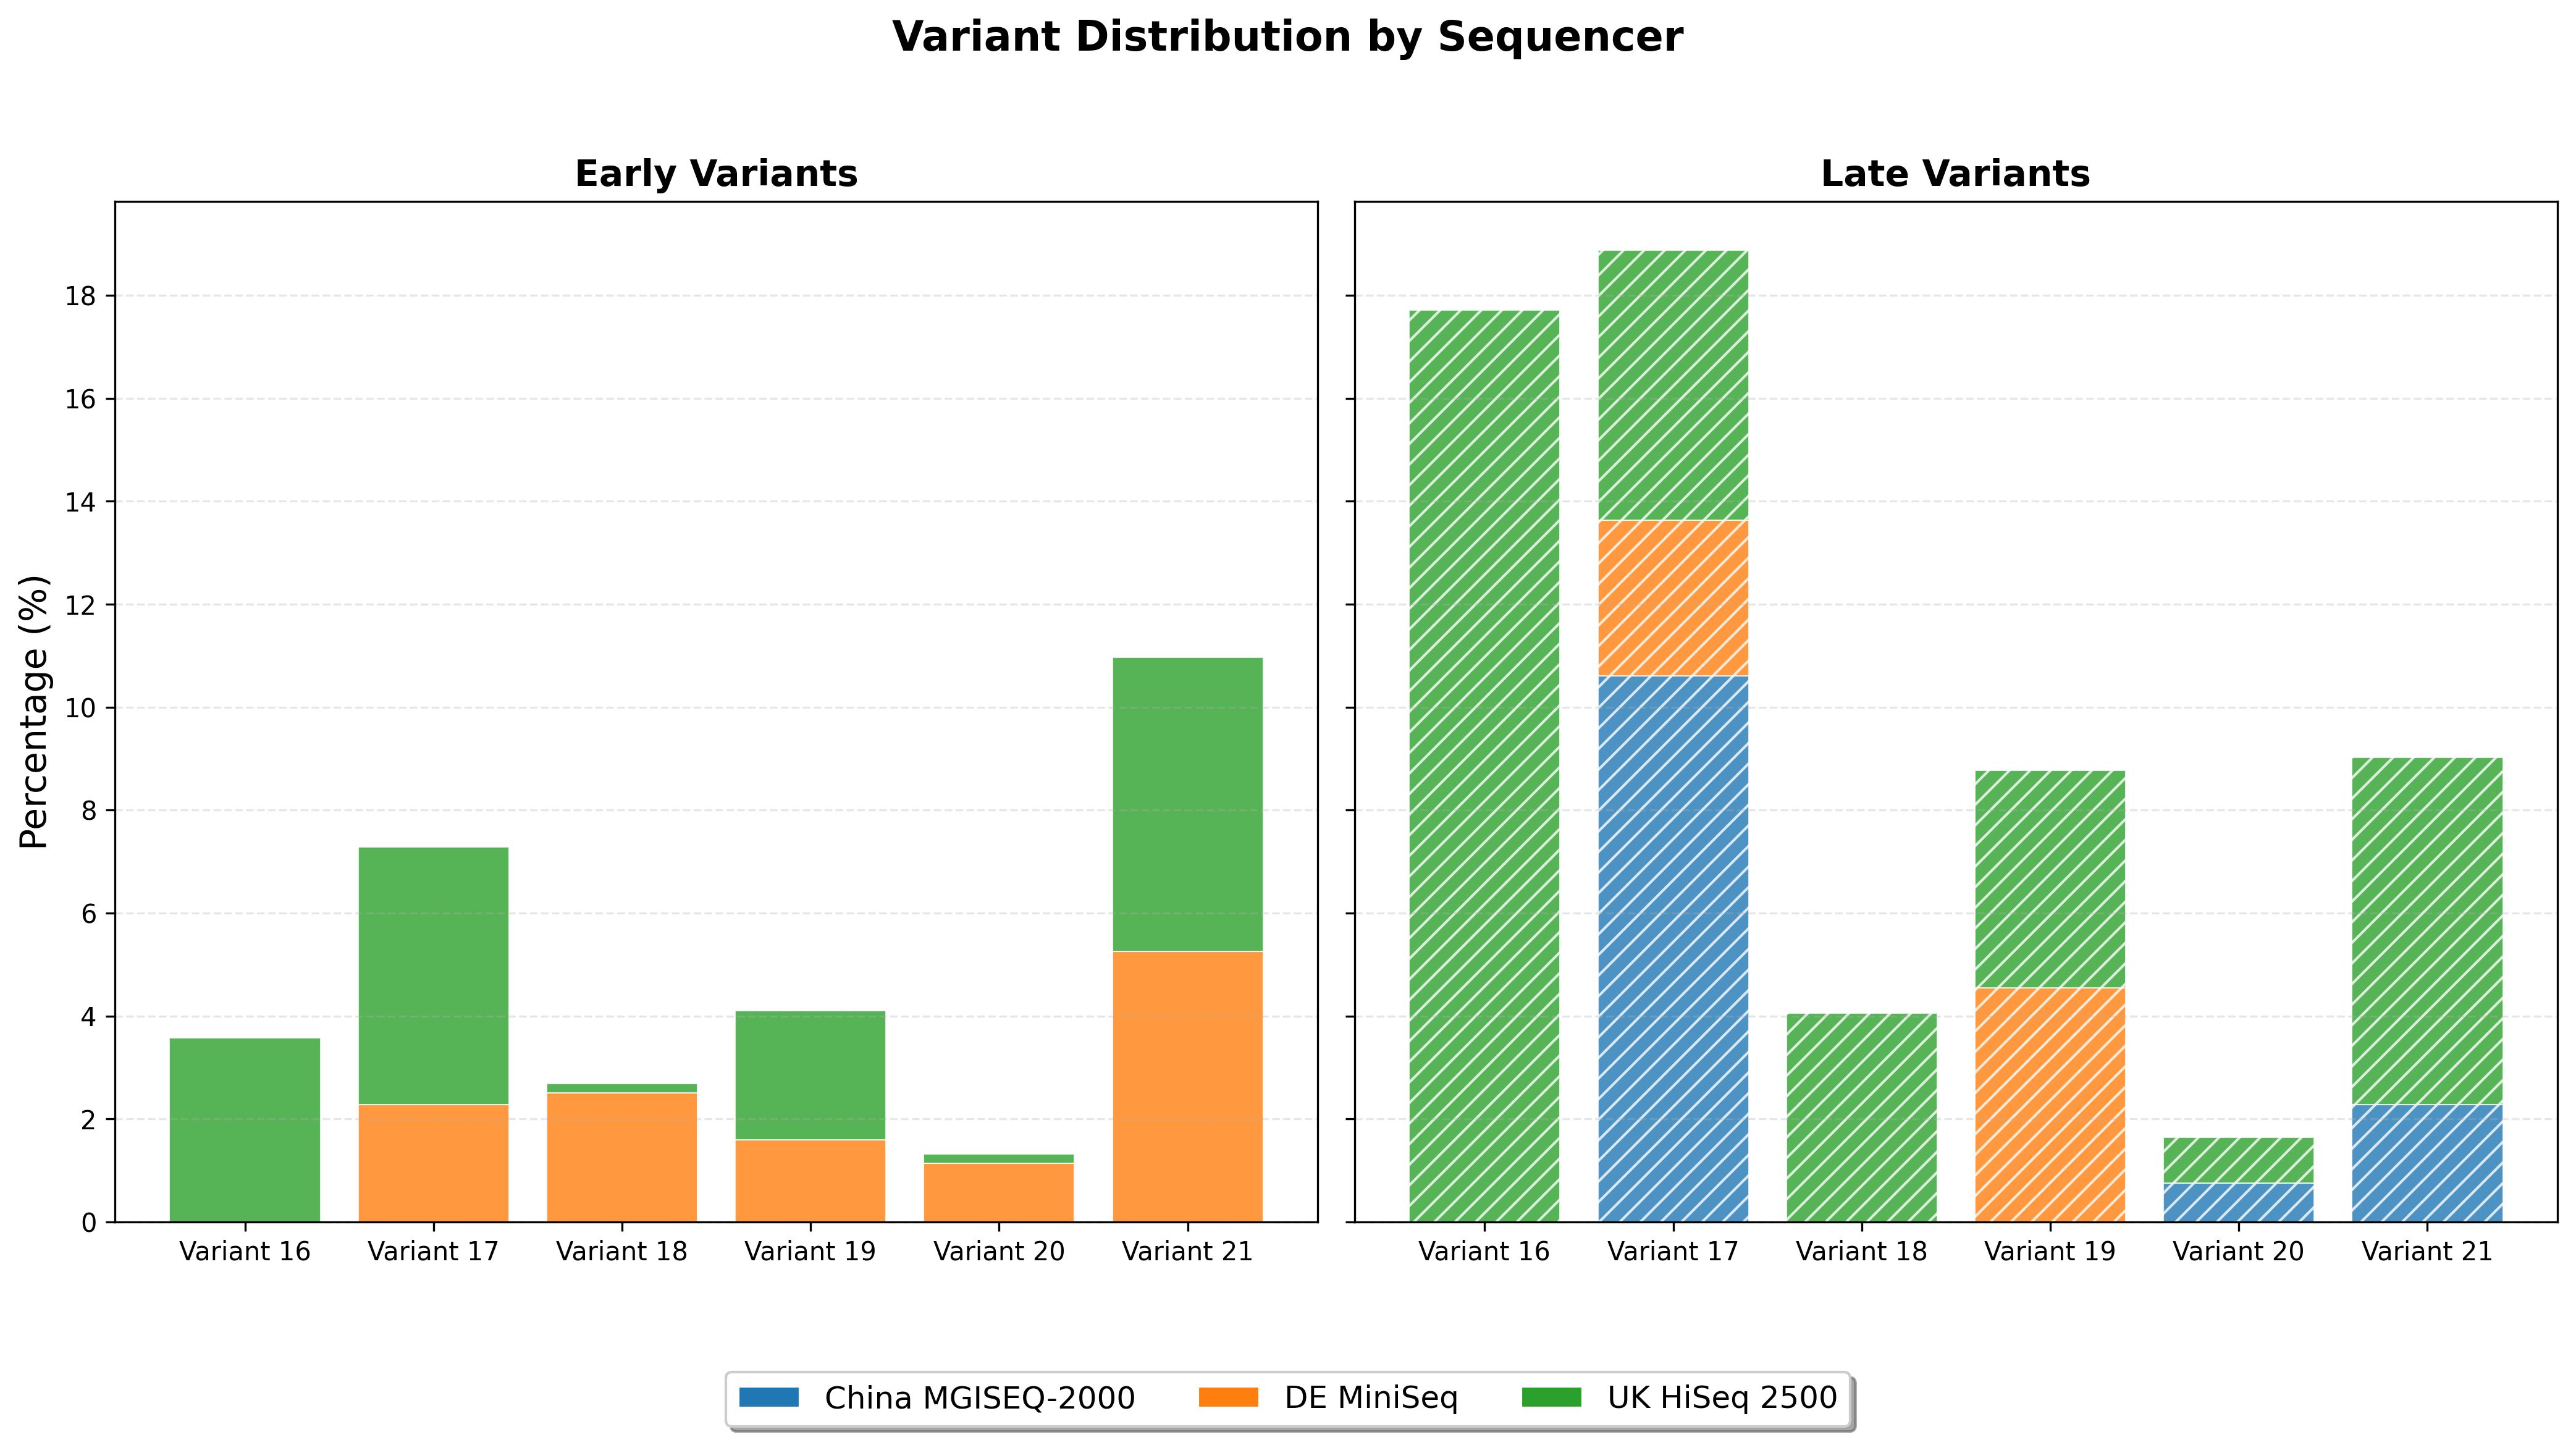 Variant Distribution by Sequencer
Early Variants
Late Variants
Percentage (%)
18
16
14
12
10
8
6
4
2
0
Variant 16 Variant 17 Variant 18 Variant 19 Variant 20 Variant 21
Variant 16 Variant 17 Variant 18 Variant 19 Variant 20 Variant 21
China MGISEQ-2000 DE MiniSeq UK HiSeq 2500